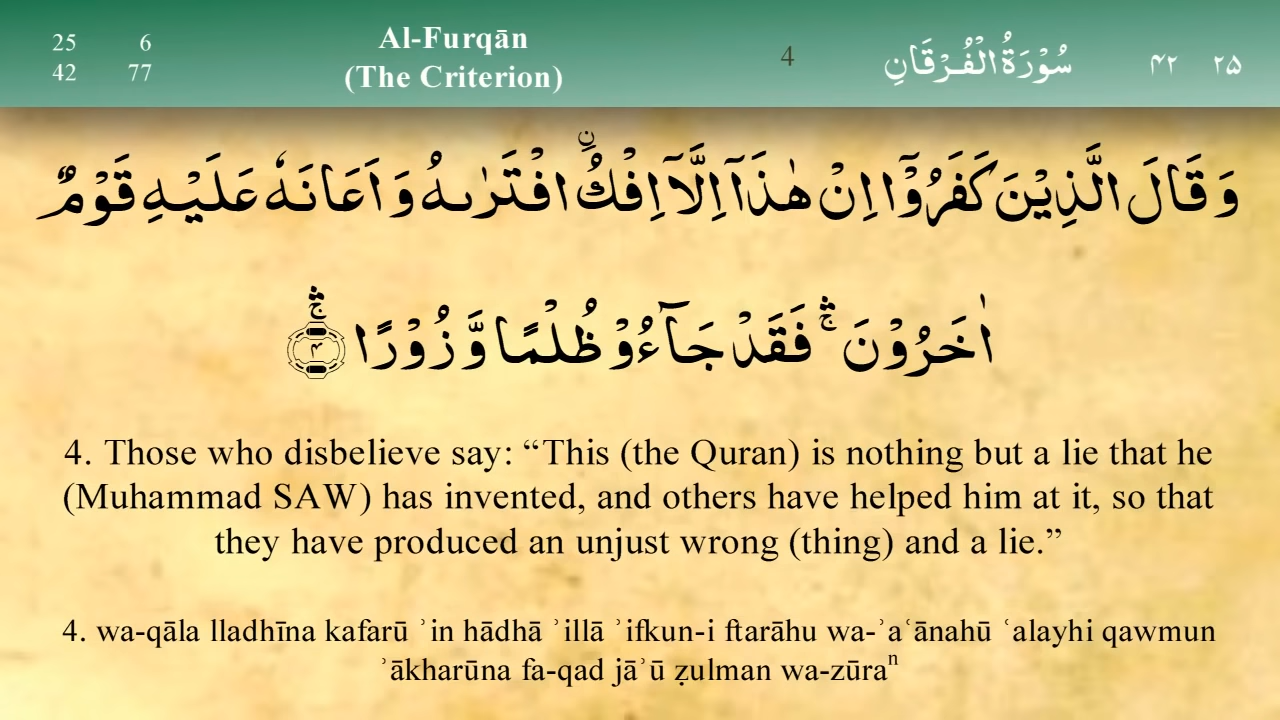 25 6
42 77
Al-Furqān
(The Criterion)
4
سُوْرَةُ الْفُرْقَانِ
۴۲ ۲۵
وَقَالَ الَّذِيْنَ كَفَرُوْٓا اِنْ هٰذَآ اِلَّآ اِفْكُ اۨفْتَرٰىهُ وَاَعَانَهٗ عَلَيْهِ قَوْمٌ
اٰخَرُوْنَ ۛۚ فَقَدْ جَآءُوْ ظُلْمًا وَّزُوْرًا ۛۚ ۴
4. Those who disbelieve say: “This (the Quran) is nothing but a lie that he
(Muhammad SAW) has invented, and others have helped him at it, so that
they have produced an unjust wrong (thing) and a lie.”
4. wa-qāla lladhīna kafarū ʾin hādhā ʾillā ʾifkun-i ftarāhu wa-ʾaʿānahū ʿalayhi qawmun
ʾākharūna fa-qad jāʾū ẓulman wa-zūraⁿ